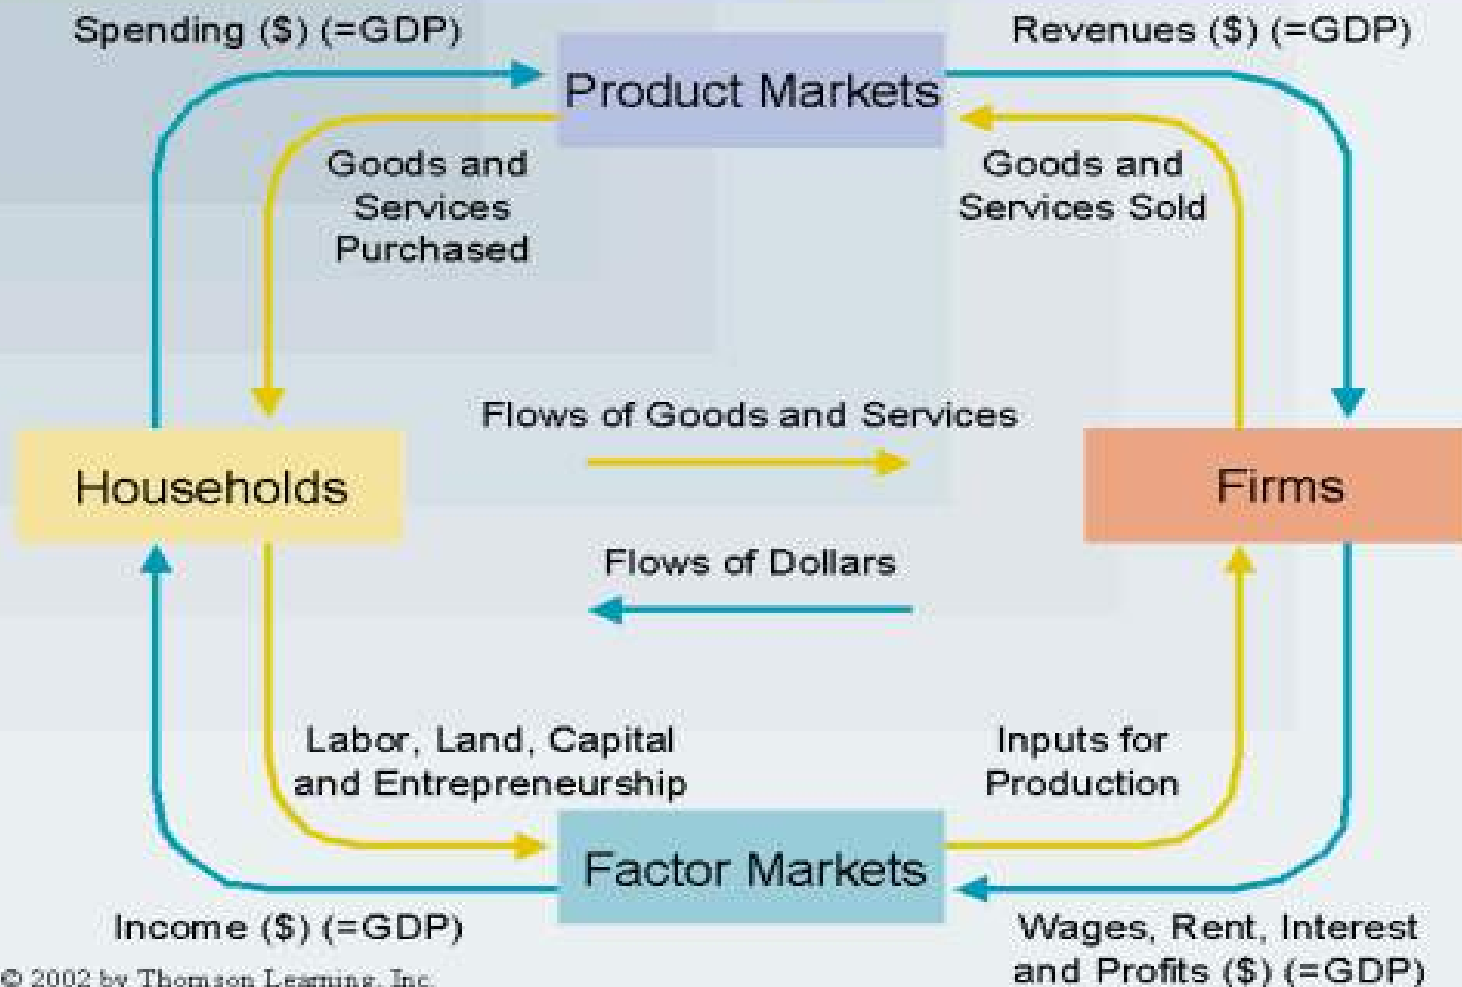 Spending ($) (=GDP)
Revenues ($) (=GDP)
Product Markets
Goods and
Services
Purchased
Goods and
Services Sold
Flows of Goods and Services
Households
Firms
Flows of Dollars
Labor, Land, Capital
and Entrepreneurship
Inputs for
Production
Factor Markets
Income ($) (=GDP)
Wages, Rent, Interest
and Profits ($) (=GDP)
© 2002 by Thomson Learning, Inc.